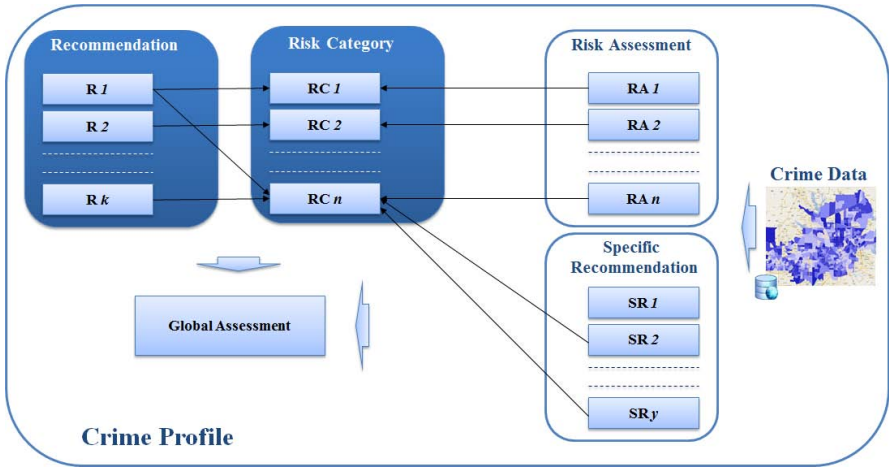 Recommendation
R 1
R 2
R k
Risk Category
RC 1
RC 2
RC n
Risk Assessment
RA 1
RA 2
RA n
Crime Data
Specific
Recommendation
SR 1
SR 2
SR y
Global Assessment
Crime Profile